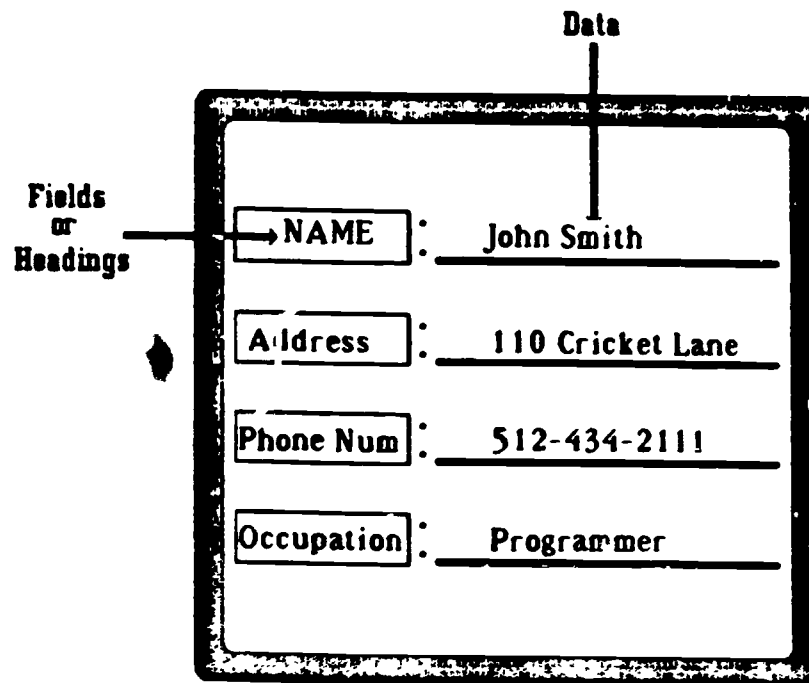 Data
Fields
or
Headings
NAME : John Smith
Address : 110 Cricket Lane
Phone Num : 512-434-2111
Occupation : Programmer